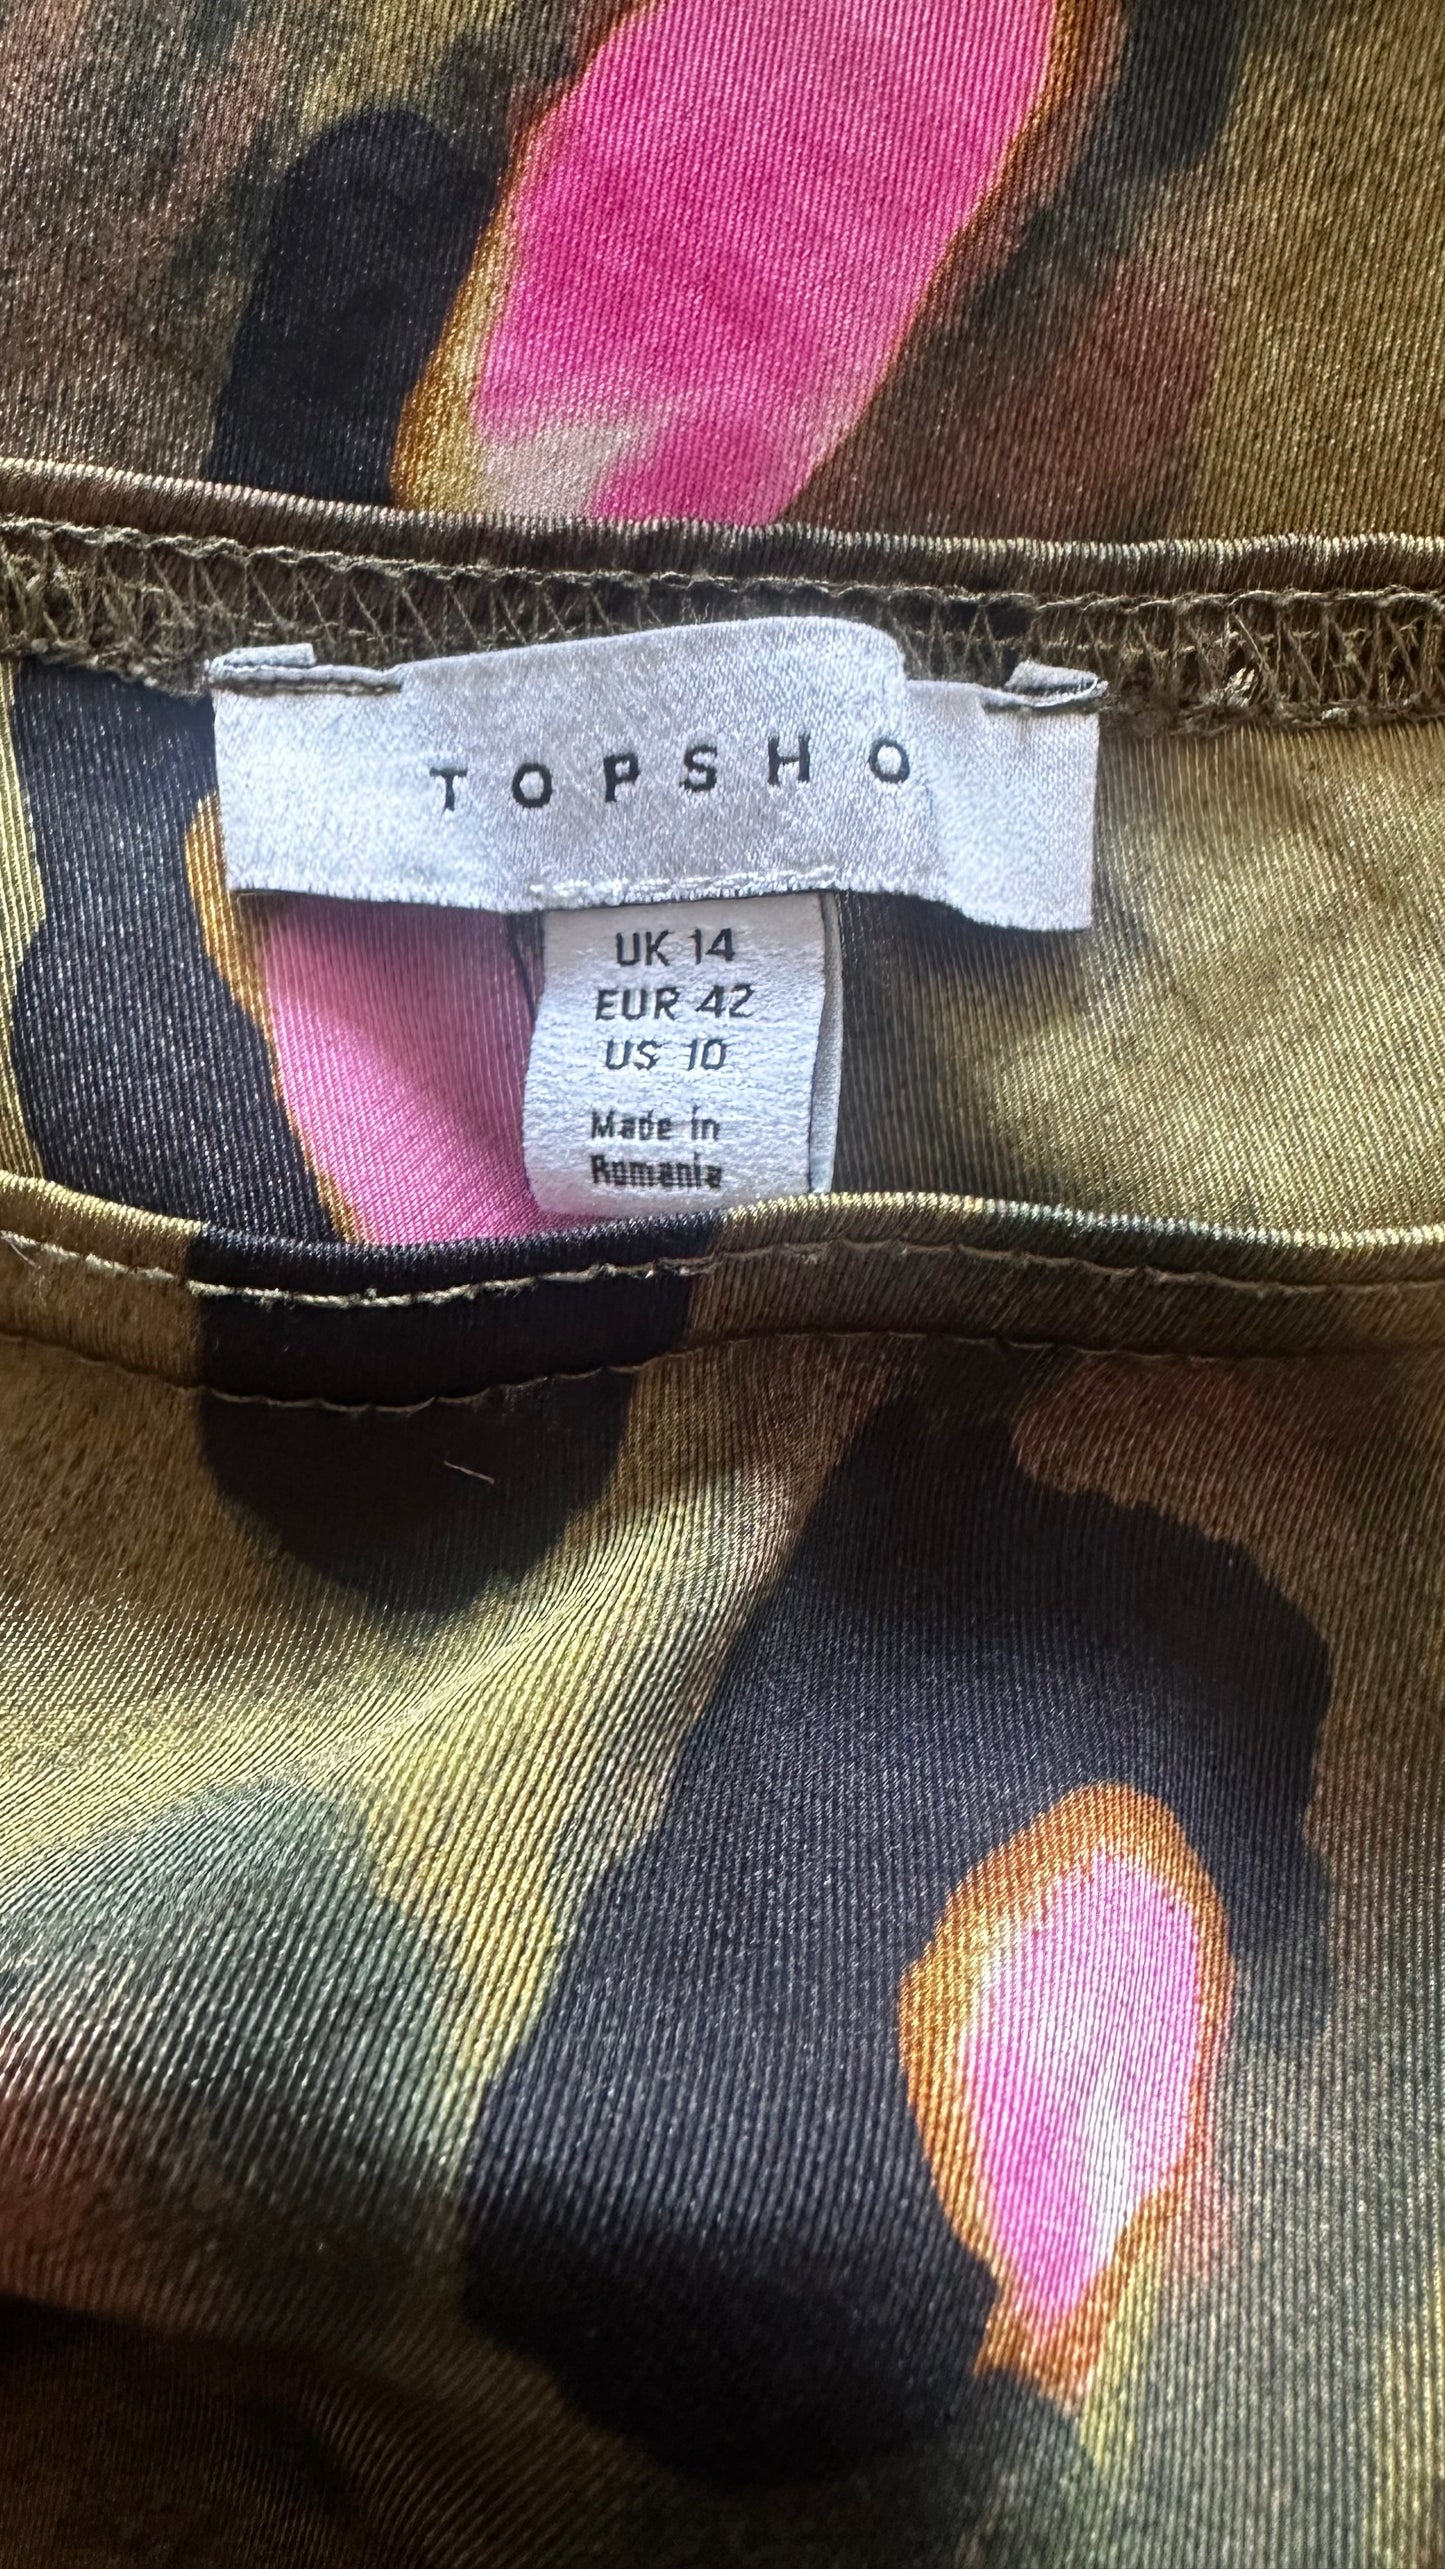 TOPSHO
UK 14
EUR 42
US 10
Made in
Romania